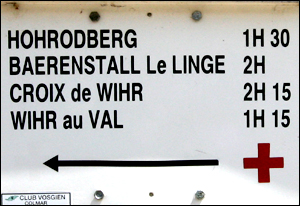 HOHRODBERG 1H 30
BAERENSTALL Le LINGE 2H
CROIX de WIHR 2H 15
WIHR au VAL 1H 15
CLUB VOSGIEN
COLMAR